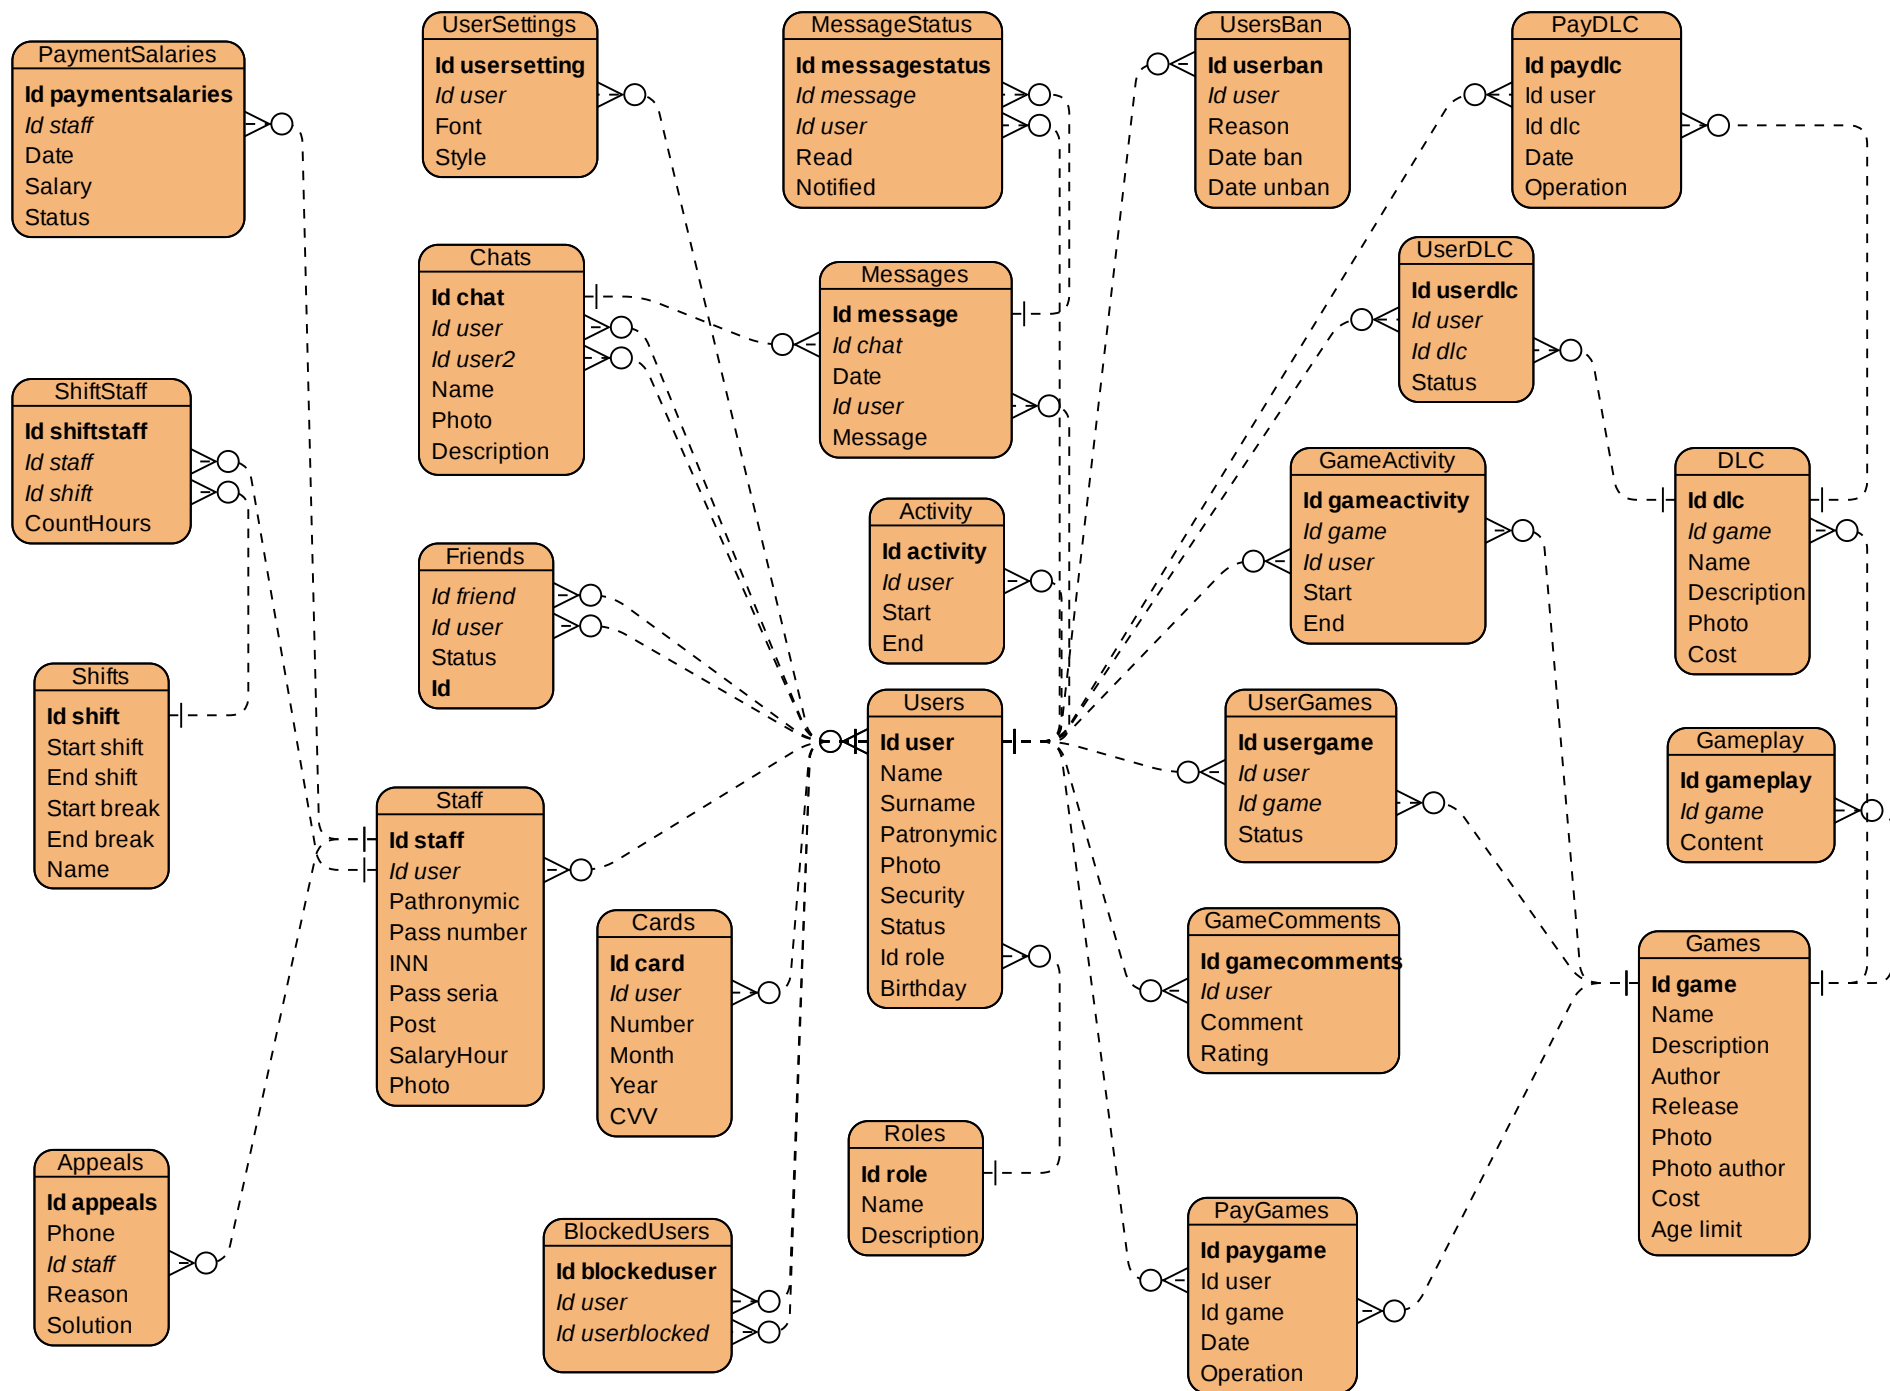 PaymentSalaries
Id paymentsalaries
Id staff
Date
Salary
Status
UserSettings
Id usersetting
Id user
Font
Style
MessageStatus
Id messagestatus
Id message
Id user
Read
Notified
UsersBan
Id userban
Id user
Reason
Date ban
Date unban
PayDLC
Id paydlc
Id user
Id dlc
Date
Operation
Chats
Id chat
Id user
Id user2
Name
Photo
Description
Messages
Id message
Id chat
Date
Id user
Message
UserDLC
Id userdlc
Id user
Id dlc
Status
ShiftStaff
Id shiftstaff
Id staff
Id shift
CountHours
Friends
Id friend
Id user
Status
Id
Activity
Id activity
Id user
Start
End
GameActivity
Id gameactivity
Id game
Id user
Start
End
DLC
Id dlc
Id game
Name
Description
Photo
Cost
Shifts
Id shift
Start shift
End shift
Start break
End break
Name
Staff
Id staff
Id user
Pathronymic
Pass number
INN
Pass seria
Post
SalaryHour
Photo
Users
Id user
Name
Surname
Patronymic
Photo
Security
Status
Id role
Birthday
UserGames
Id usergame
Id user
Id game
Status
Gameplay
Id gameplay
Id game
Content
Cards
Id card
Id user
Number
Month
Year
CVV
GameComments
Id gamecomments
Id user
Comment
Rating
Games
Id game
Name
Description
Author
Release
Photo
Photo author
Cost
Age limit
Appeals
Id appeals
Phone
Id staff
Reason
Solution
BlockedUsers
Id blockeduser
Id user
Id userblocked
Roles
Id role
Name
Description
PayGames
Id paygame
Id user
Id game
Date
Operation